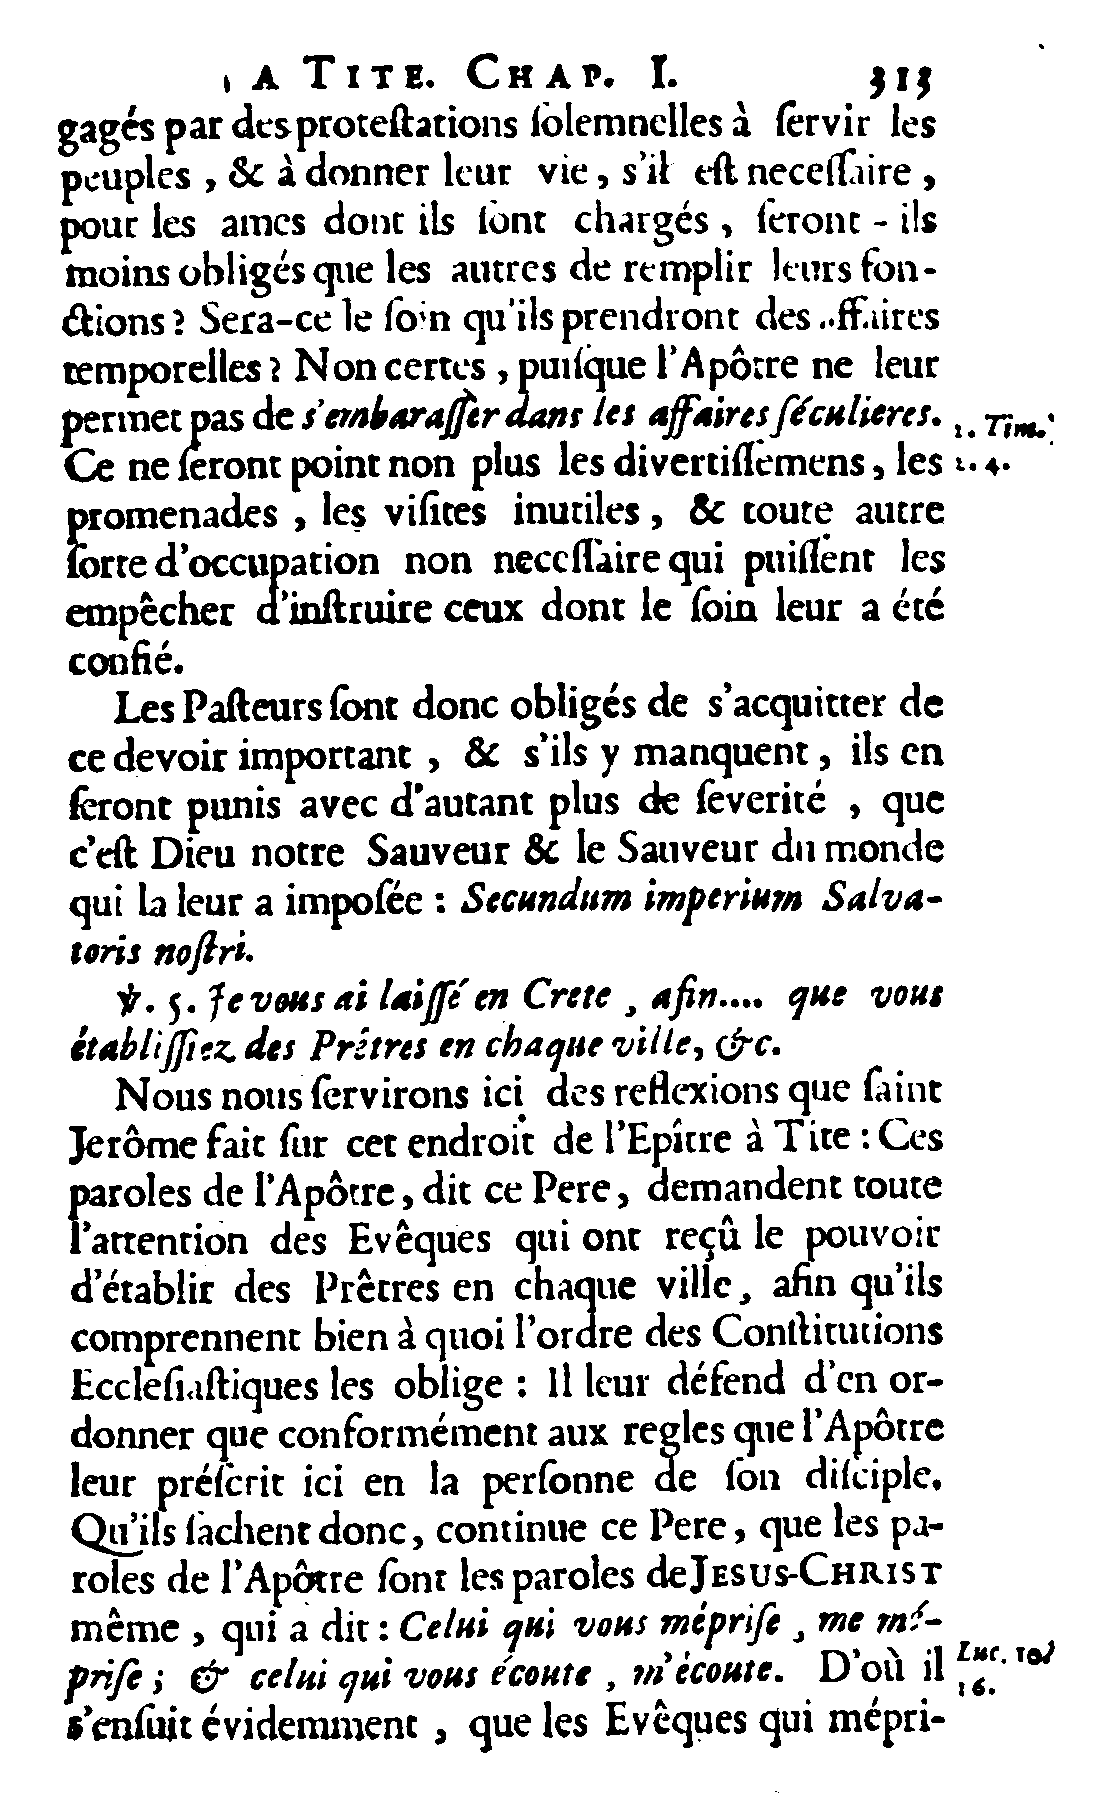 A TITE. CHAP. I. 313
gagés par des protestations ſolemnelles à ſervir les
peuples, & à donner leur vie, s'il eſt neceſſaire,
pour les ames dont ils ſont chargés, ſeront-ils
moins obligés que les autres de remplir leurs fon-
ctions? Sera-ce le ſoin qu'ils prendront des affaires
temporelles? Non certes, puiſque l'Apôtre ne leur
permet pas de s'embaraſſer dans les affaires ſéculieres. 1. Tim.
Ce ne ſeront point non plus les divertiſſemens, les 2. 4.
promenades, les viſites inutiles, & toute autre
ſorte d'occupation non neceſſaire qui puiſſent les
empêcher d'inſtruire ceux dont le ſoin leur a été
confié.
Les Paſteurs ſont donc obligés de s'acquitter de
ce devoir important, & s'ils y manquent, ils en
ſeront punis avec d'autant plus de ſeverité, que
c'eſt Dieu notre Sauveur & le Sauveur du monde
qui la leur a impoſée : Secundum imperium Salva-
toris noſtri.
℣. 5. Je vous ai laiſſé en Crete, afin.... que vous
établiſſiez des Prêtres en chaque ville, &c.
Nous nous ſervirons ici des reflexions que ſaint
Jerôme fait ſur cet endroit de l'Epître à Tite : Ces
paroles de l'Apôtre, dit ce Pere, demandent toute
l'attention des Evêques qui ont reçû le pouvoir
d'établir des Prêtres en chaque ville, afin qu'ils
comprennent bien à quoi l'ordre des Conſtitutions
Eccleſiaſtiques les oblige : Il leur défend d'en or-
donner que conformément aux regles que l'Apôtre
leur préſcrit ici en la perſonne de ſon diſciple.
Qu'ils ſachent donc, continue ce Pere, que les pa-
roles de l'Apôtre ſont les paroles de JESUS-CHRIST
même, qui a dit : Celui qui vous mépriſe, me mé-
priſe ; & celui qui vous écoute, m'écoute. D'où il Luc. 10
s'enſuit évidemment, que les Evêques qui mépri- 16.